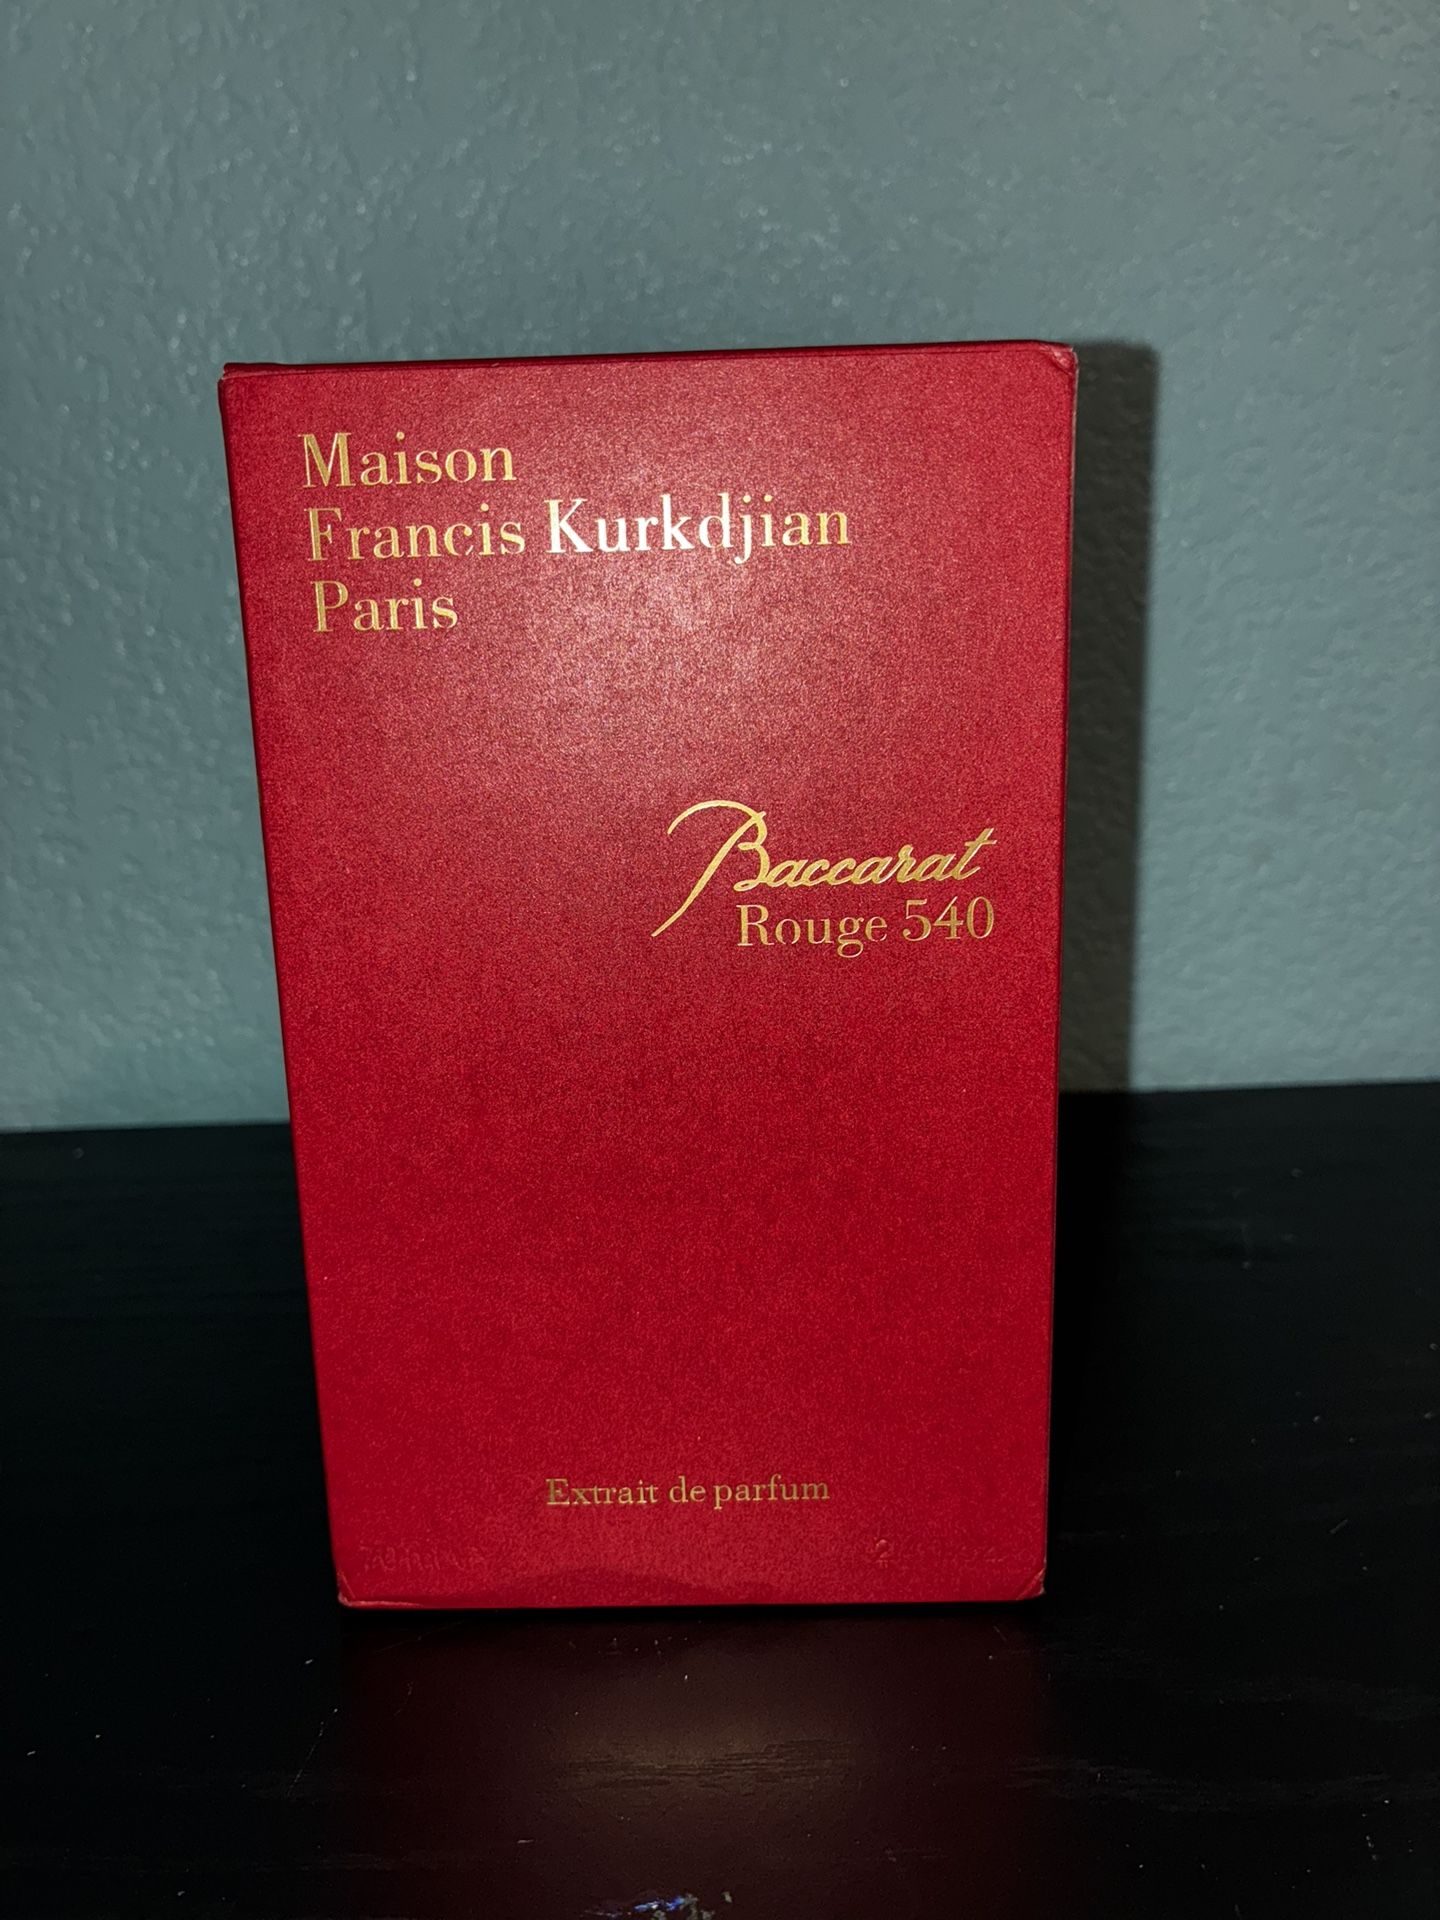 Maison
Francis Kurkdjian
Paris
Baccarat
Rouge 540
Extrait de parfum